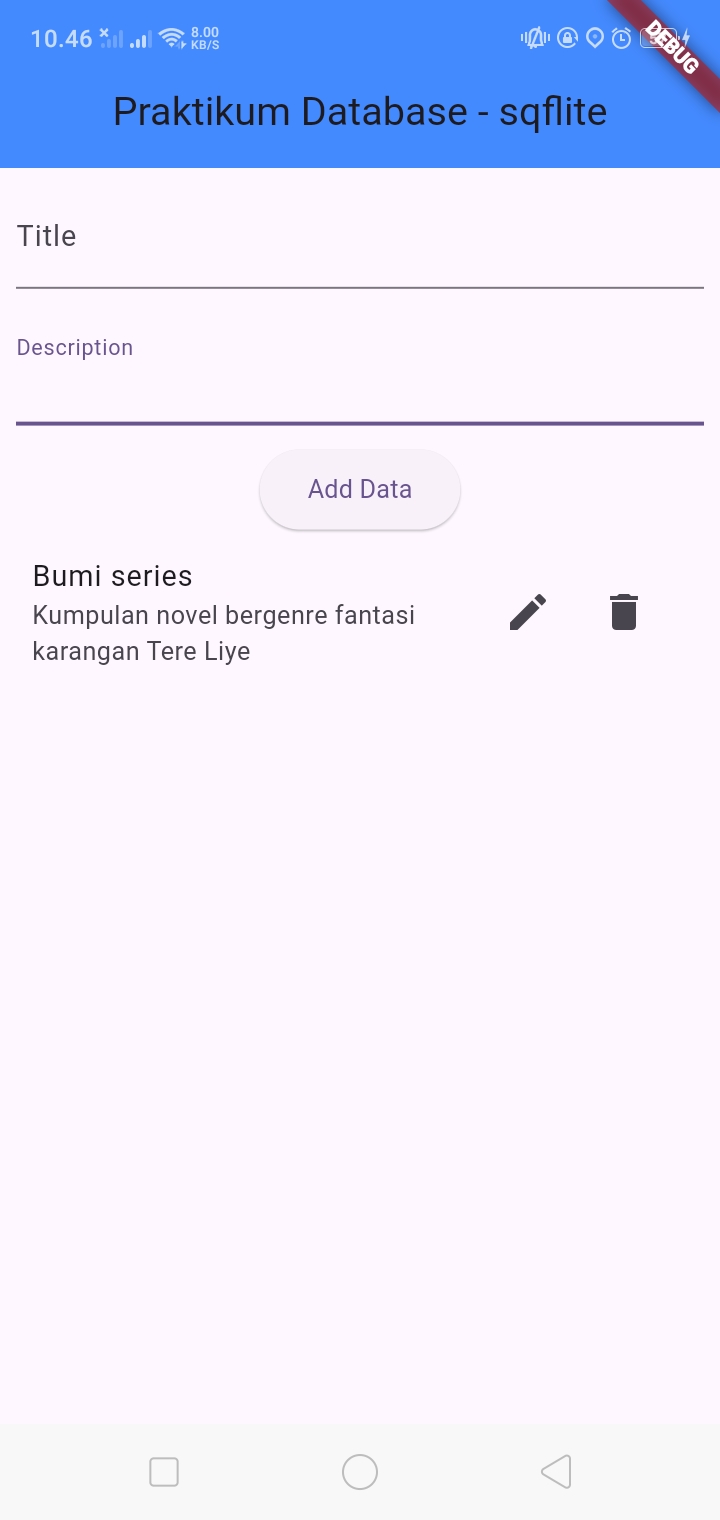 10.46
8.00
KB/S
DEBUG
Praktikum Database - sqflite
Title
Description
Add Data
Bumi series
Kumpulan novel bergenre fantasi
karangan Tere Liye